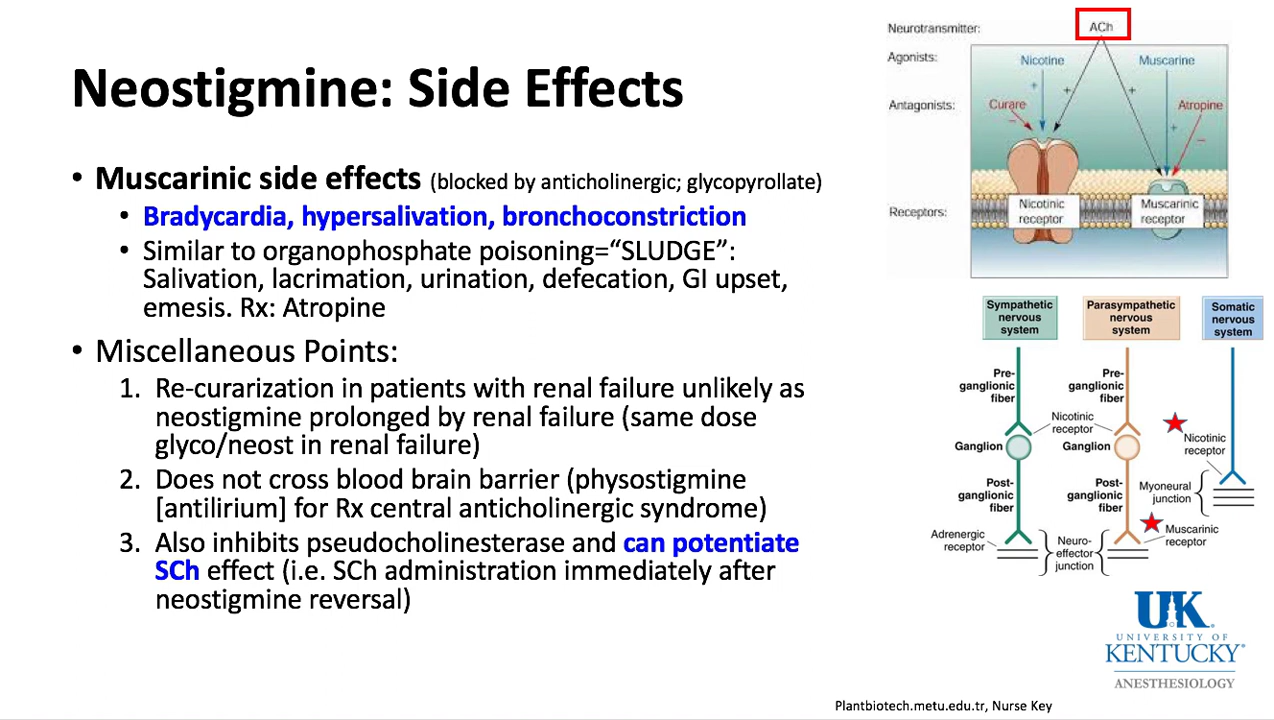 Neostigmine: Side Effects
• Muscarinic side effects (blocked by anticholinergic; glycopyrollate)
• Bradycardia, hypersalivation, bronchoconstriction
• Similar to organophosphate poisoning=“SLUDGE”:
Salivation, lacrimation, urination, defecation, GI upset,
emesis. Rx: Atropine
• Miscellaneous Points:
1. Re-curarization in patients with renal failure unlikely as
neostigmine prolonged by renal failure (same dose
glyco/neost in renal failure)
2. Does not cross blood brain barrier (physostigmine
[antilirium] for Rx central anticholinergic syndrome)
3. Also inhibits pseudocholinesterase and can potentiate
SCh effect (i.e. SCh administration immediately after
neostigmine reversal)
Neurotransmitter: ACh
Agonists: Nicotine Muscarine
+ + + +
Antagonists: Curare Atropine
− −
Receptors:
Nicotinic
receptor
Muscarinic
receptor
Sympathetic
nervous
system
Parasympathetic
nervous
system
Somatic
nervous
system
Pre-
ganglionic
fiber
Pre-
ganglionic
fiber
Nicotinic
receptor
Nicotinic
receptor
Ganglion
Ganglion
Post-
ganglionic
fiber
Post-
ganglionic
fiber
Myoneural
junction
Adrenergic
receptor
Neuro-
effector
junction
Muscarinic
receptor
UK
UNIVERSITY OF
KENTUCKY
ANESTHESIOLOGY
Plantbiotech.metu.edu.tr, Nurse Key